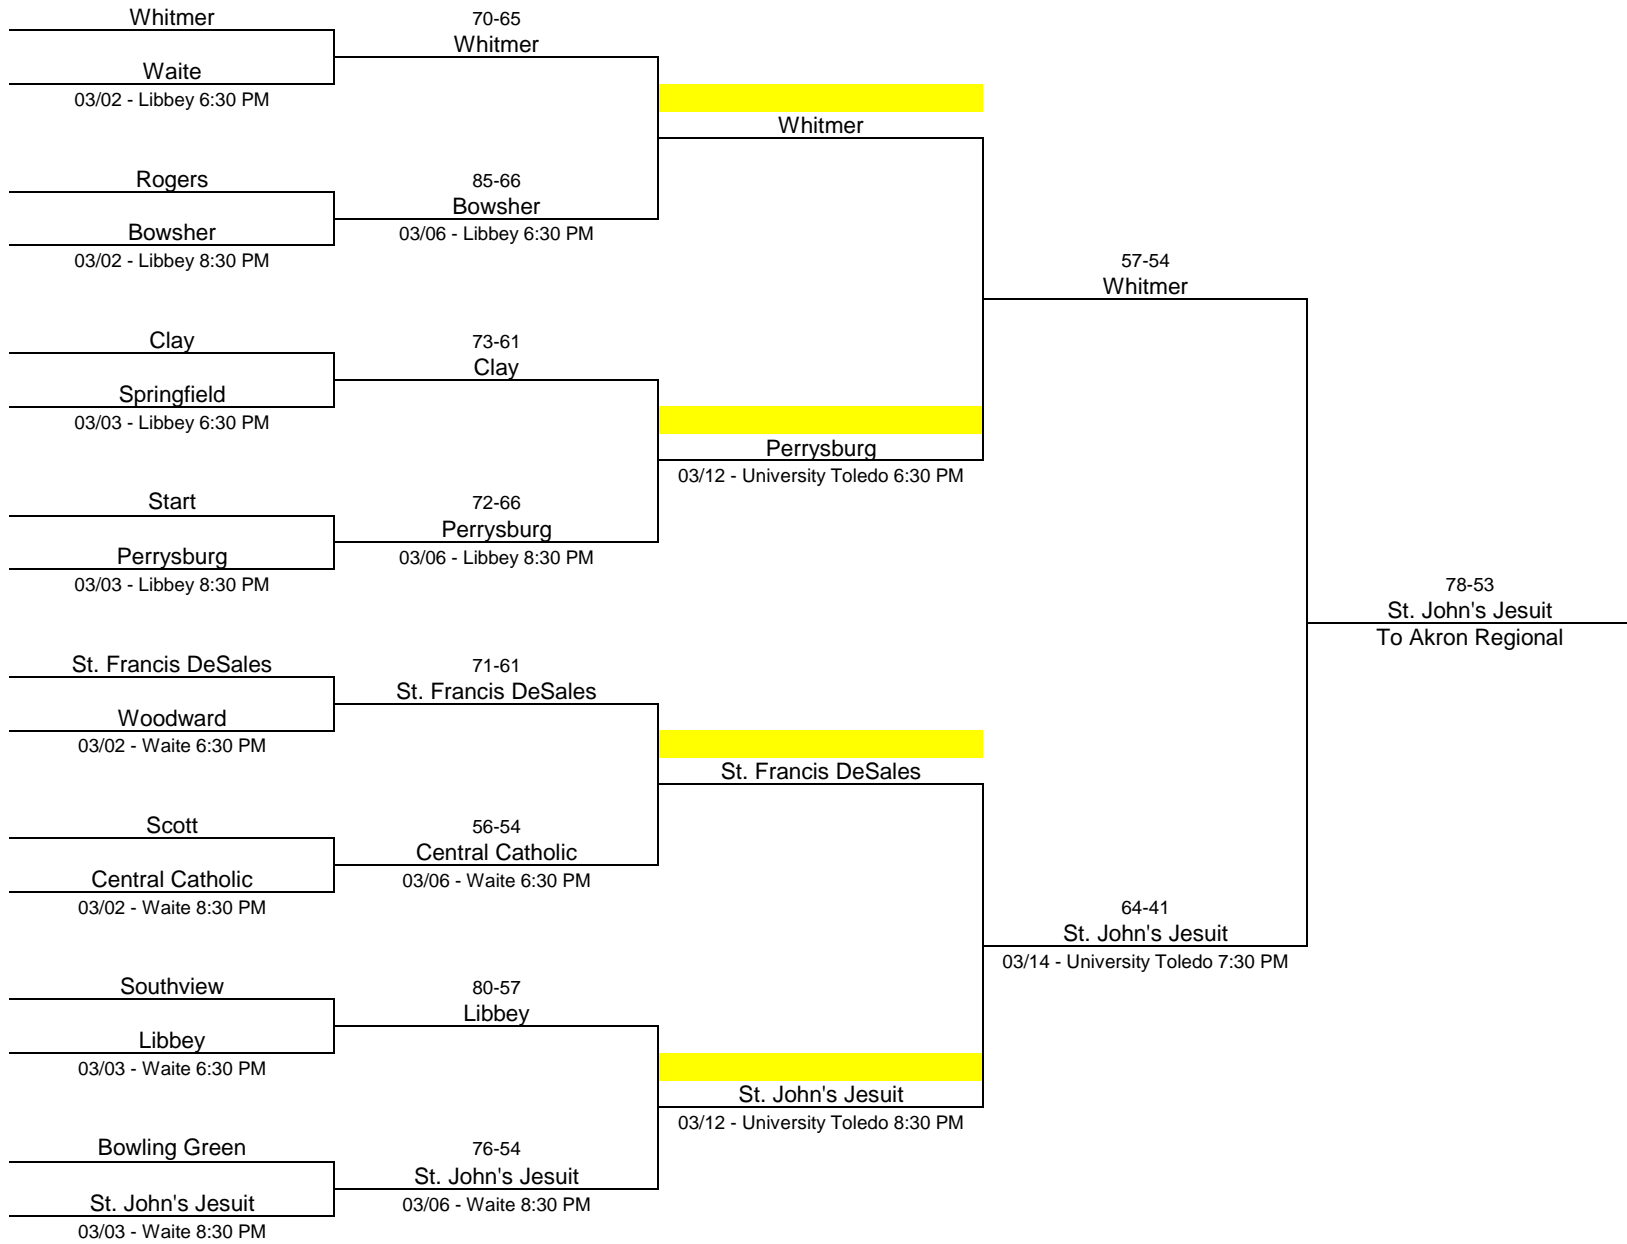 Whitmer
Waite
03/02 - Libbey 6:30 PM
Rogers
Bowsher
03/02 - Libbey 8:30 PM
Clay
Springfield
03/03 - Libbey 6:30 PM
Start
Perrysburg
03/03 - Libbey 8:30 PM
St. Francis DeSales
Woodward
03/02 - Waite 6:30 PM
Scott
Central Catholic
03/02 - Waite 8:30 PM
Southview
Libbey
03/03 - Waite 6:30 PM
Bowling Green
St. John's Jesuit
03/03 - Waite 8:30 PM
70-65
Whitmer
85-66
Bowsher
03/06 - Libbey 6:30 PM
73-61
Clay
72-66
Perrysburg
03/06 - Libbey 8:30 PM
71-61
St. Francis DeSales
56-54
Central Catholic
03/06 - Waite 6:30 PM
80-57
Libbey
76-54
St. John's Jesuit
03/06 - Waite 8:30 PM
Whitmer
Perrysburg
03/12 - University Toledo 6:30 PM
St. Francis DeSales
St. John's Jesuit
03/12 - University Toledo 8:30 PM
57-54
Whitmer
64-41
St. John's Jesuit
03/14 - University Toledo 7:30 PM
78-53
St. John's Jesuit
To Akron Regional